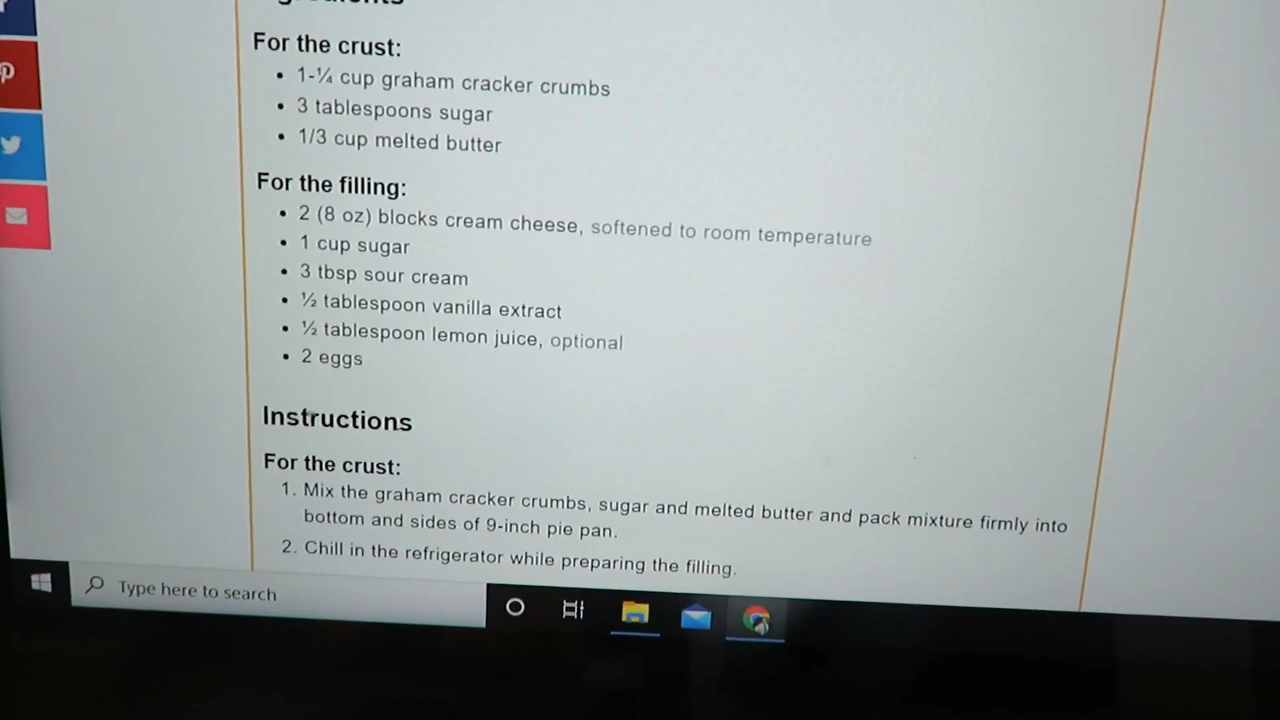 For the crust:
• 1-¼ cup graham cracker crumbs
• 3 tablespoons sugar
• 1/3 cup melted butter
For the filling:
• 2 (8 oz) blocks cream cheese, softened to room temperature
• 1 cup sugar
• 3 tbsp sour cream
• ½ tablespoon vanilla extract
• ½ tablespoon lemon juice, optional
• 2 eggs
Instructions
For the crust:
1. Mix the graham cracker crumbs, sugar and melted butter and pack mixture firmly into
bottom and sides of 9-inch pie pan.
2. Chill in the refrigerator while preparing the filling.
Type here to search